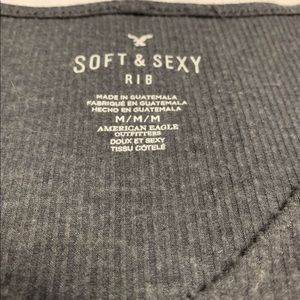 SOFT & SEXY
RIB
MADE IN GUATEMALA
FABRIQUÉ EN GUATEMALA
HECHO EN GUATEMALA
M/M/M
AMERICAN EAGLE
OUTFITTERS
DOUX ET SEXY
TISSU CÔTELÉ